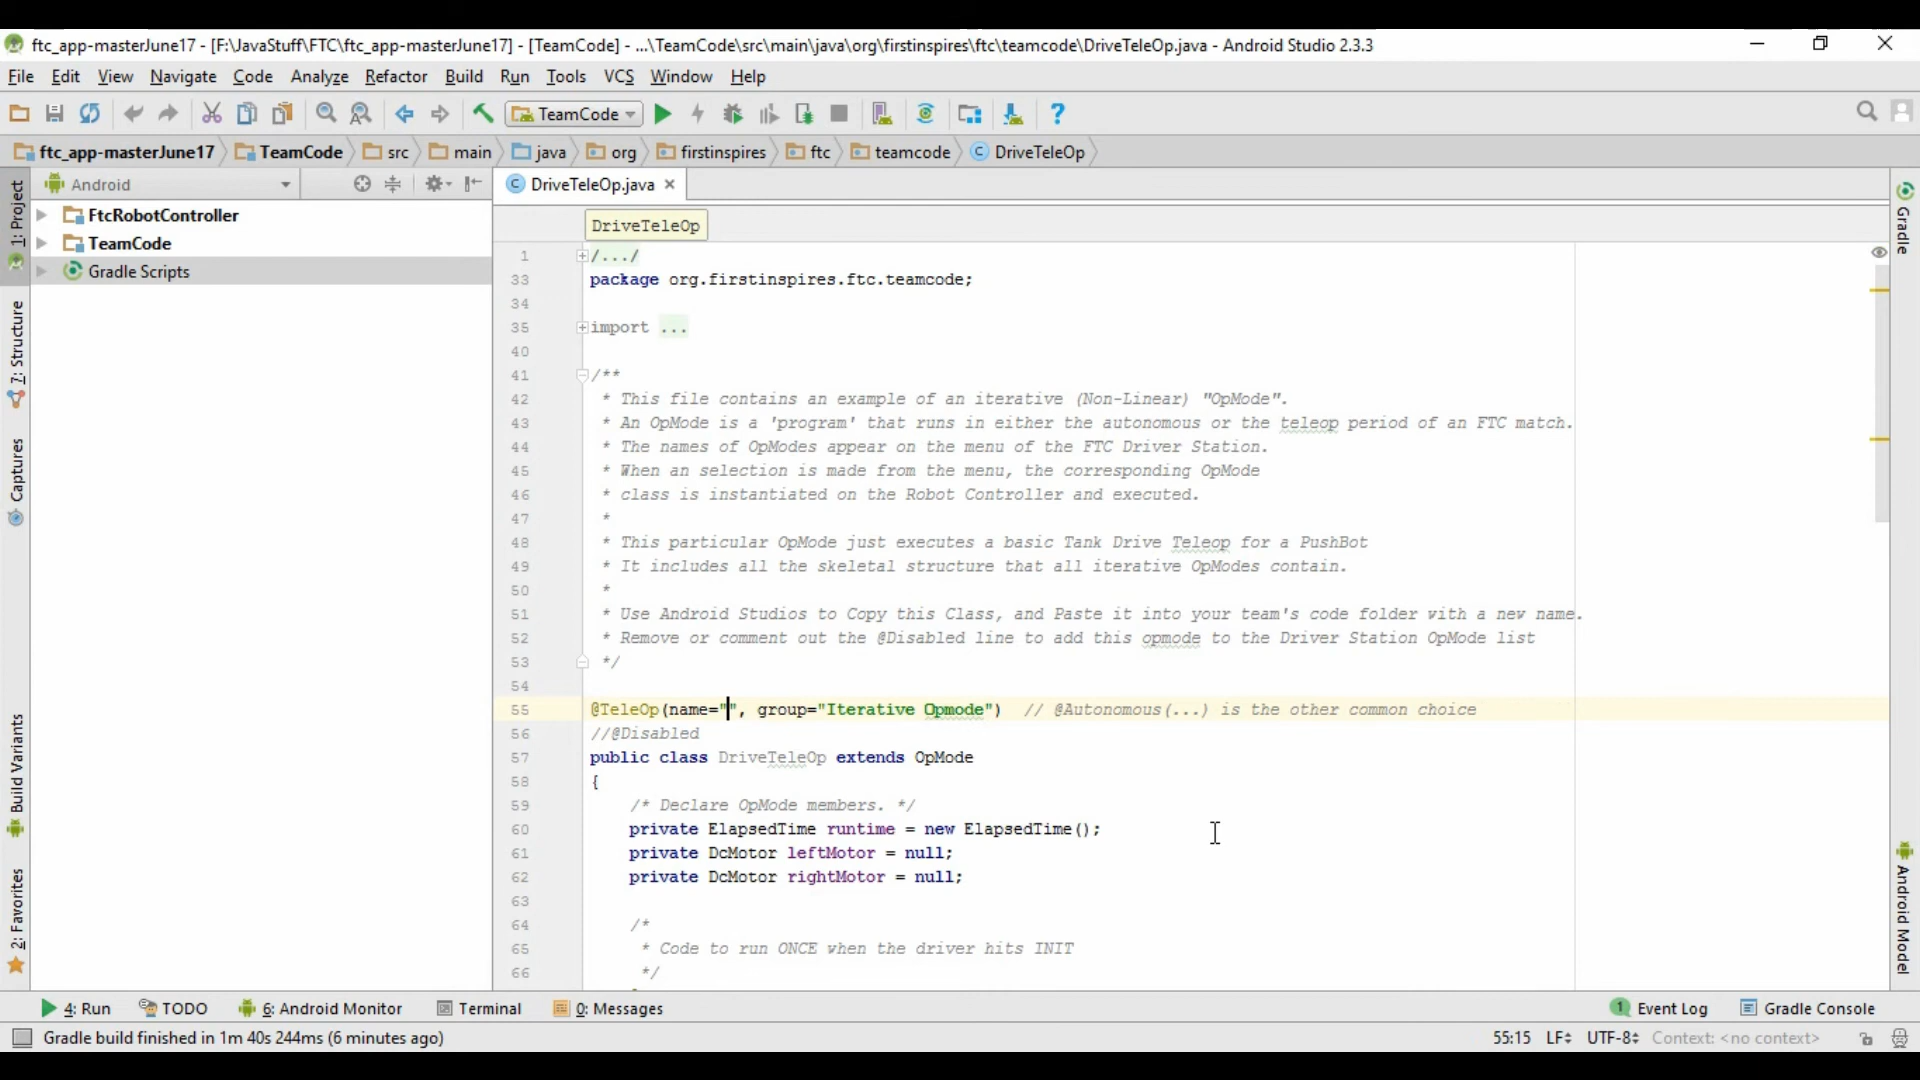 ftc_app-masterJune17 - [F:\JavaStuff\FTC\ftc_app-masterJune17] - [TeamCode] - ...\TeamCode\src\main\java\org\firstinspires\ftc\teamcode\DriveTeleOp.java - Android Studio 2.3.3
File Edit View Navigate Code Analyze Refactor Build Run Tools VCS Window Help
TeamCode
ftc_app-masterJune17 TeamCode src main java org firstinspires ftc teamcode DriveTeleOp
1: Project
7: Structure
Captures
Build Variants
2: Favorites
Android
FtcRobotController
TeamCode
Gradle Scripts
DriveTeleOp.java
DriveTeleOp
1 /.../
33 package org.firstinspires.ftc.teamcode;
34
35 import ...
40
41 /**
42 * This file contains an example of an iterative (Non-Linear) "OpMode".
43 * An OpMode is a 'program' that runs in either the autonomous or the teleop period of an FTC match.
44 * The names of OpModes appear on the menu of the FTC Driver Station.
45 * When an selection is made from the menu, the corresponding OpMode
46 * class is instantiated on the Robot Controller and executed.
47 *
48 * This particular OpMode just executes a basic Tank Drive Teleop for a PushBot
49 * It includes all the skeletal structure that all iterative OpModes contain.
50 *
51 * Use Android Studios to Copy this Class, and Paste it into your team's code folder with a new name.
52 * Remove or comment out the @Disabled line to add this opmode to the Driver Station OpMode list
53 */
54
55 @TeleOp(name="", group="Iterative Opmode") // @Autonomous(...) is the other common choice
56 //@Disabled
57 public class DriveTeleOp extends OpMode
58 {
59 /* Declare OpMode members. */
60 private ElapsedTime runtime = new ElapsedTime();
61 private DcMotor leftMotor = null;
62 private DcMotor rightMotor = null;
63
64 /*
65 * Code to run ONCE when the driver hits INIT
66 */
Gradle
Android Model
4: Run TODO 6: Android Monitor Terminal 0: Messages 1 Event Log Gradle Console
Gradle build finished in 1m 40s 244ms (6 minutes ago) 55:15 LF UTF-8 Context: <no context>